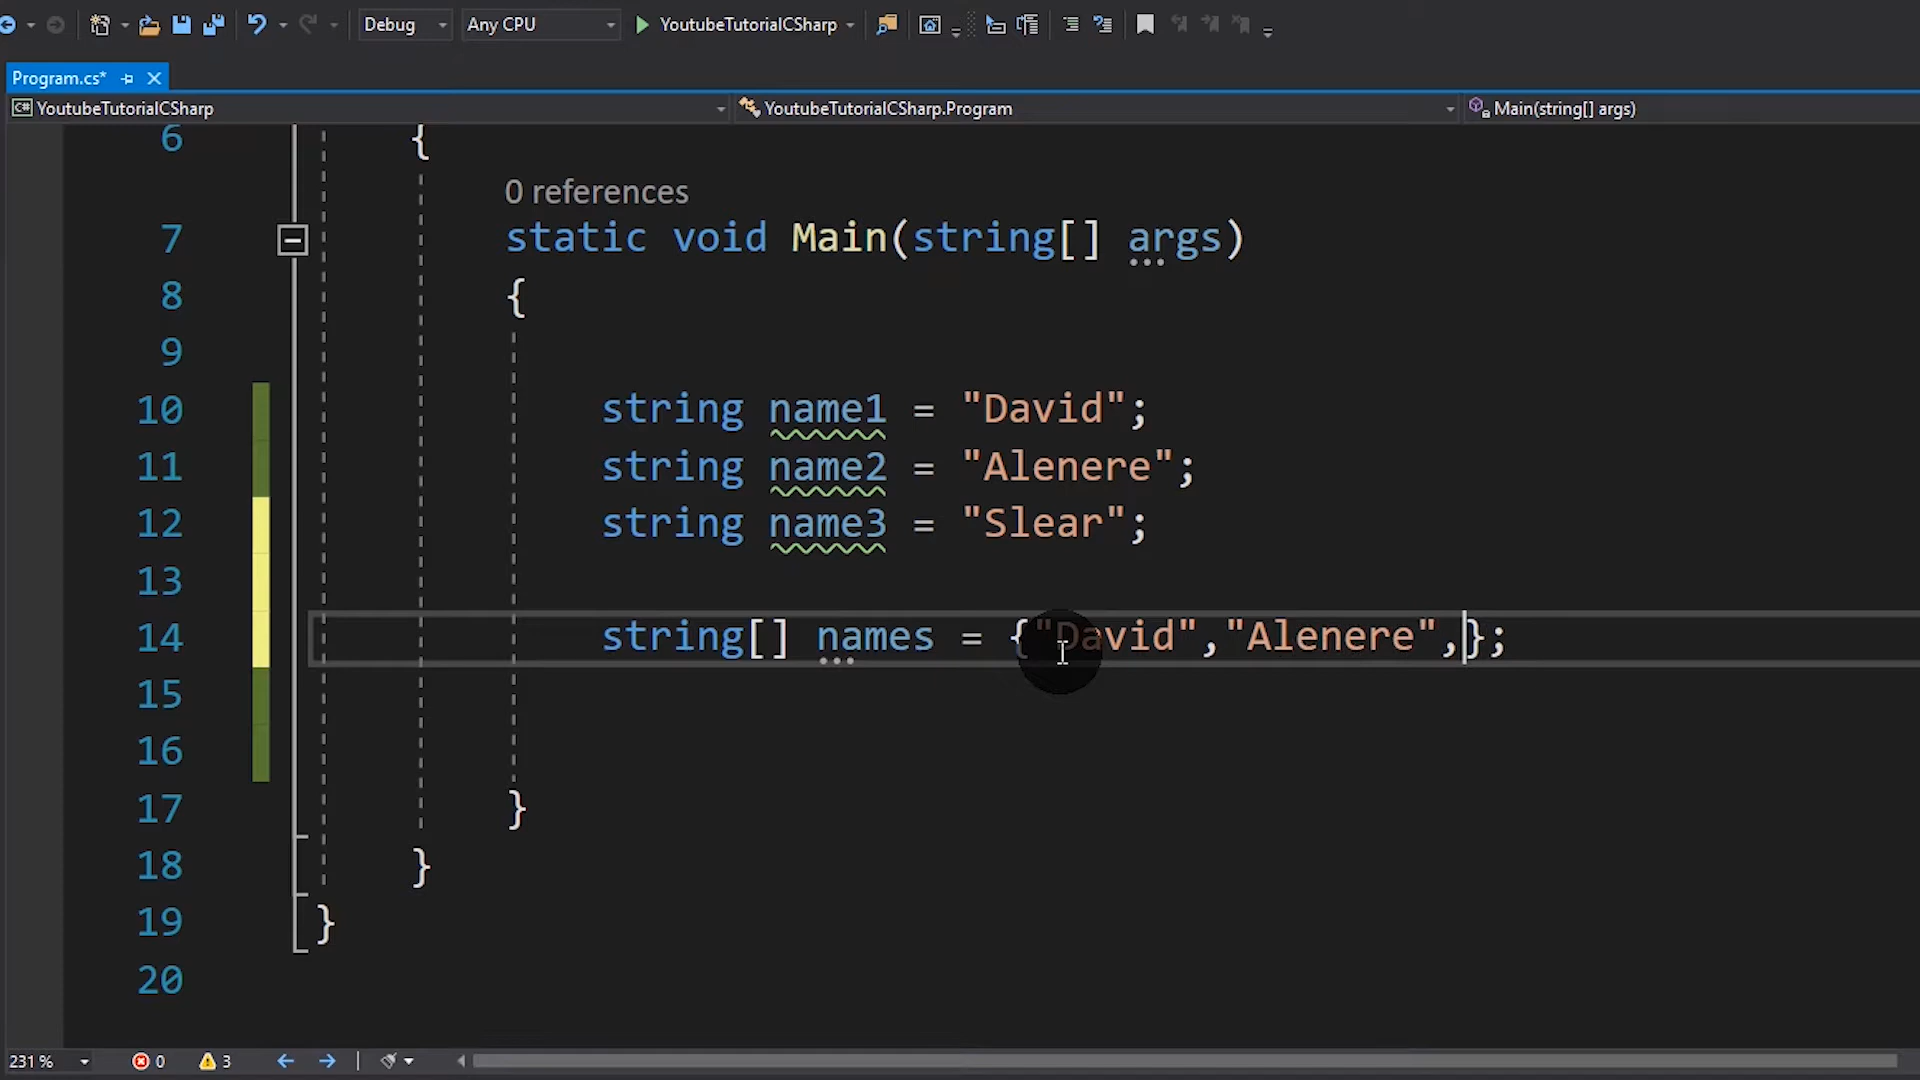 Debug Any CPU YoutubeTutorialCSharp
Program.cs*
C# YoutubeTutorialCSharp YoutubeTutorialCSharp.Program Main(string[] args)
6 {
0 references
7 static void Main(string[] args)
8 {
9
10 string name1 = "David";
11 string name2 = "Alenere";
12 string name3 = "Slear";
13
14 string[] names = {"David","Alenere",};
15
16
17 }
18 }
19 }
20
231 % 0 3